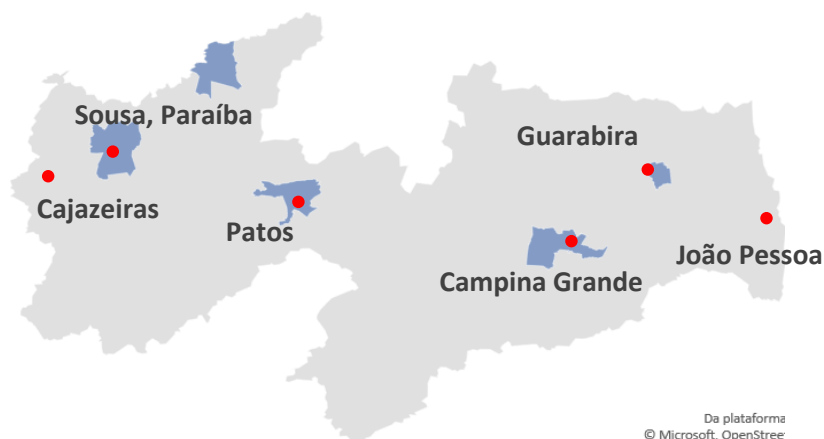 Sousa, Paraíba
Guarabira
Cajazeiras
Patos
João Pessoa
Campina Grande
Da plataforma
© Microsoft, OpenStree